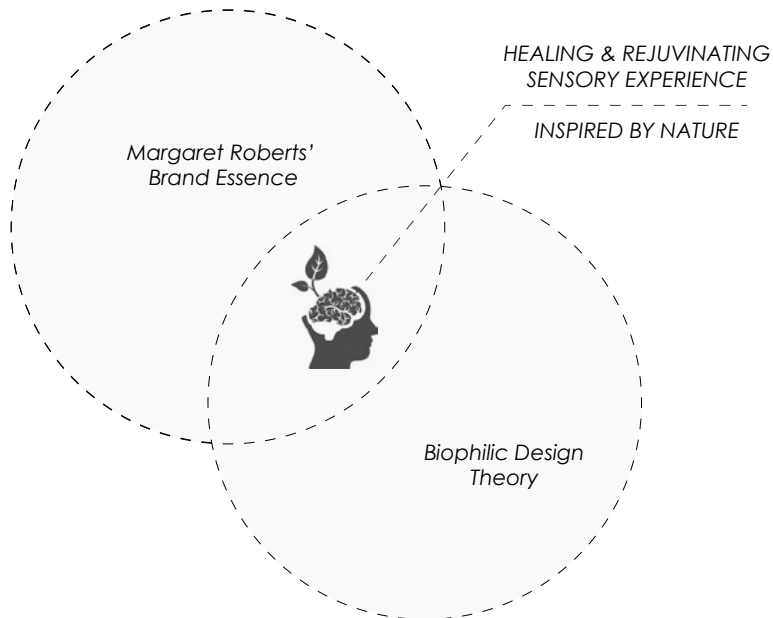 HEALING & REJUVINATING
SENSORY EXPERIENCE
INSPIRED BY NATURE
Margaret Roberts’
Brand Essence
Biophilic Design
Theory